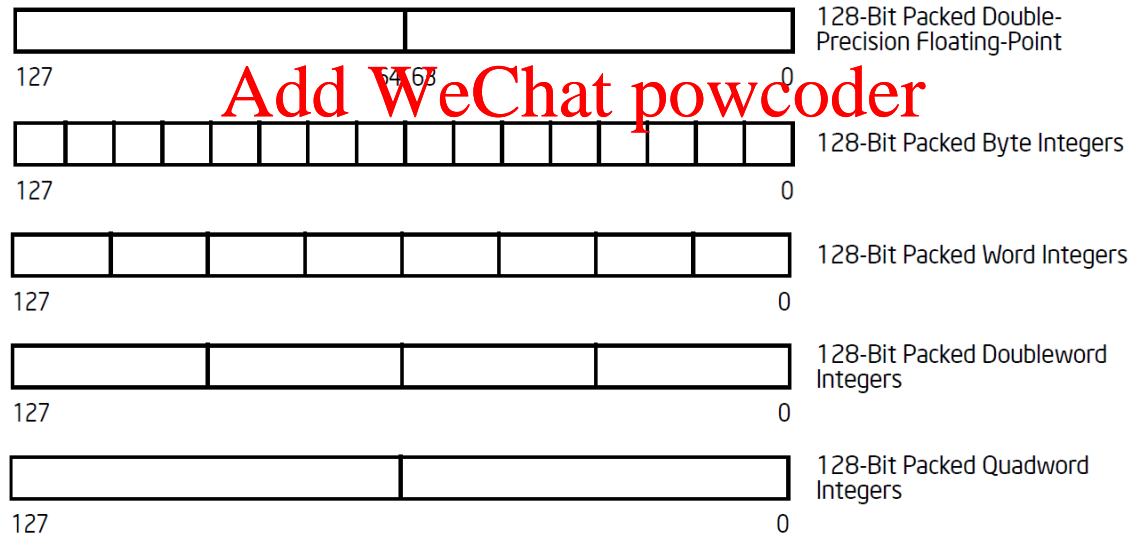 128-Bit Packed Double-
Precision Floating-Point
127 64 63 0
Add WeChat powcoder
128-Bit Packed Byte Integers
127 0
128-Bit Packed Word Integers
127 0
128-Bit Packed Doubleword
Integers
127 0
128-Bit Packed Quadword
Integers
127 0